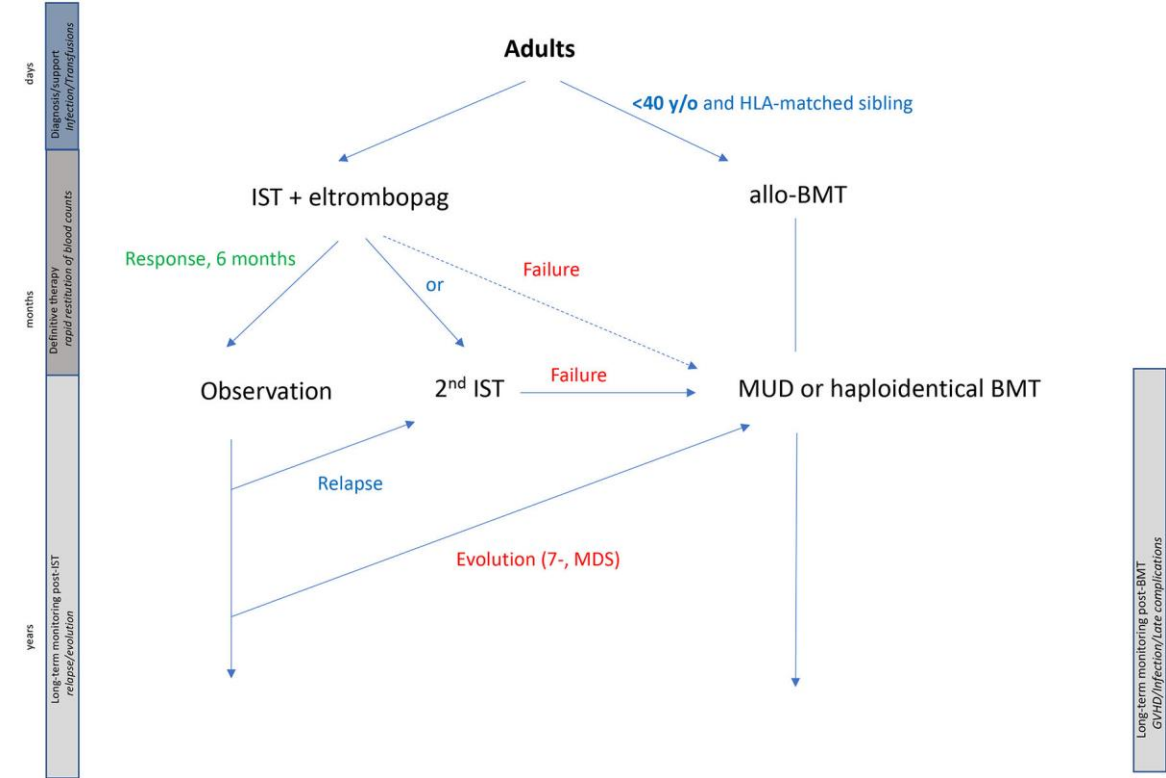 Adults
<40 y/o and HLA-matched sibling
IST + eltrombopag
allo-BMT
Response, 6 months
or
Failure
Observation
2nd IST
Failure
MUD or haploidentical BMT
Relapse
Evolution (7-, MDS)
days
Diagnosis/support
Infection/Transfusions
months
Definitive therapy
rapid restitution of blood counts
years
Long-term monitoring post-IST
relapse/evolution
Long-term monitoring post-BMT
GVHD/Infection/Late complications